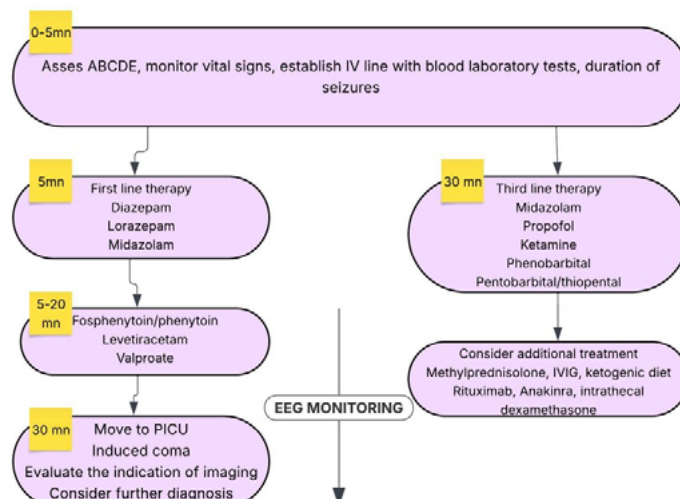 0-5mn
Asses ABCDE, monitor vital signs, establish IV line with blood laboratory tests, duration of
seizures
5mn
First line therapy
Diazepam
Lorazepam
Midazolam
5-20
mn
Fosphenytoin/phenytoin
Levetiracetam
Valproate
30 mn
Move to PICU
Induced coma
Evaluate the indication of imaging
Consider further diagnosis
EEG MONITORING
30 mn
Third line therapy
Midazolam
Propofol
Ketamine
Phenobarbital
Pentobarbital/thiopental
Consider additional treatment
Methylprednisolone, IVIG, ketogenic diet
Rituximab, Anakinra, intrathecal
dexamethasone